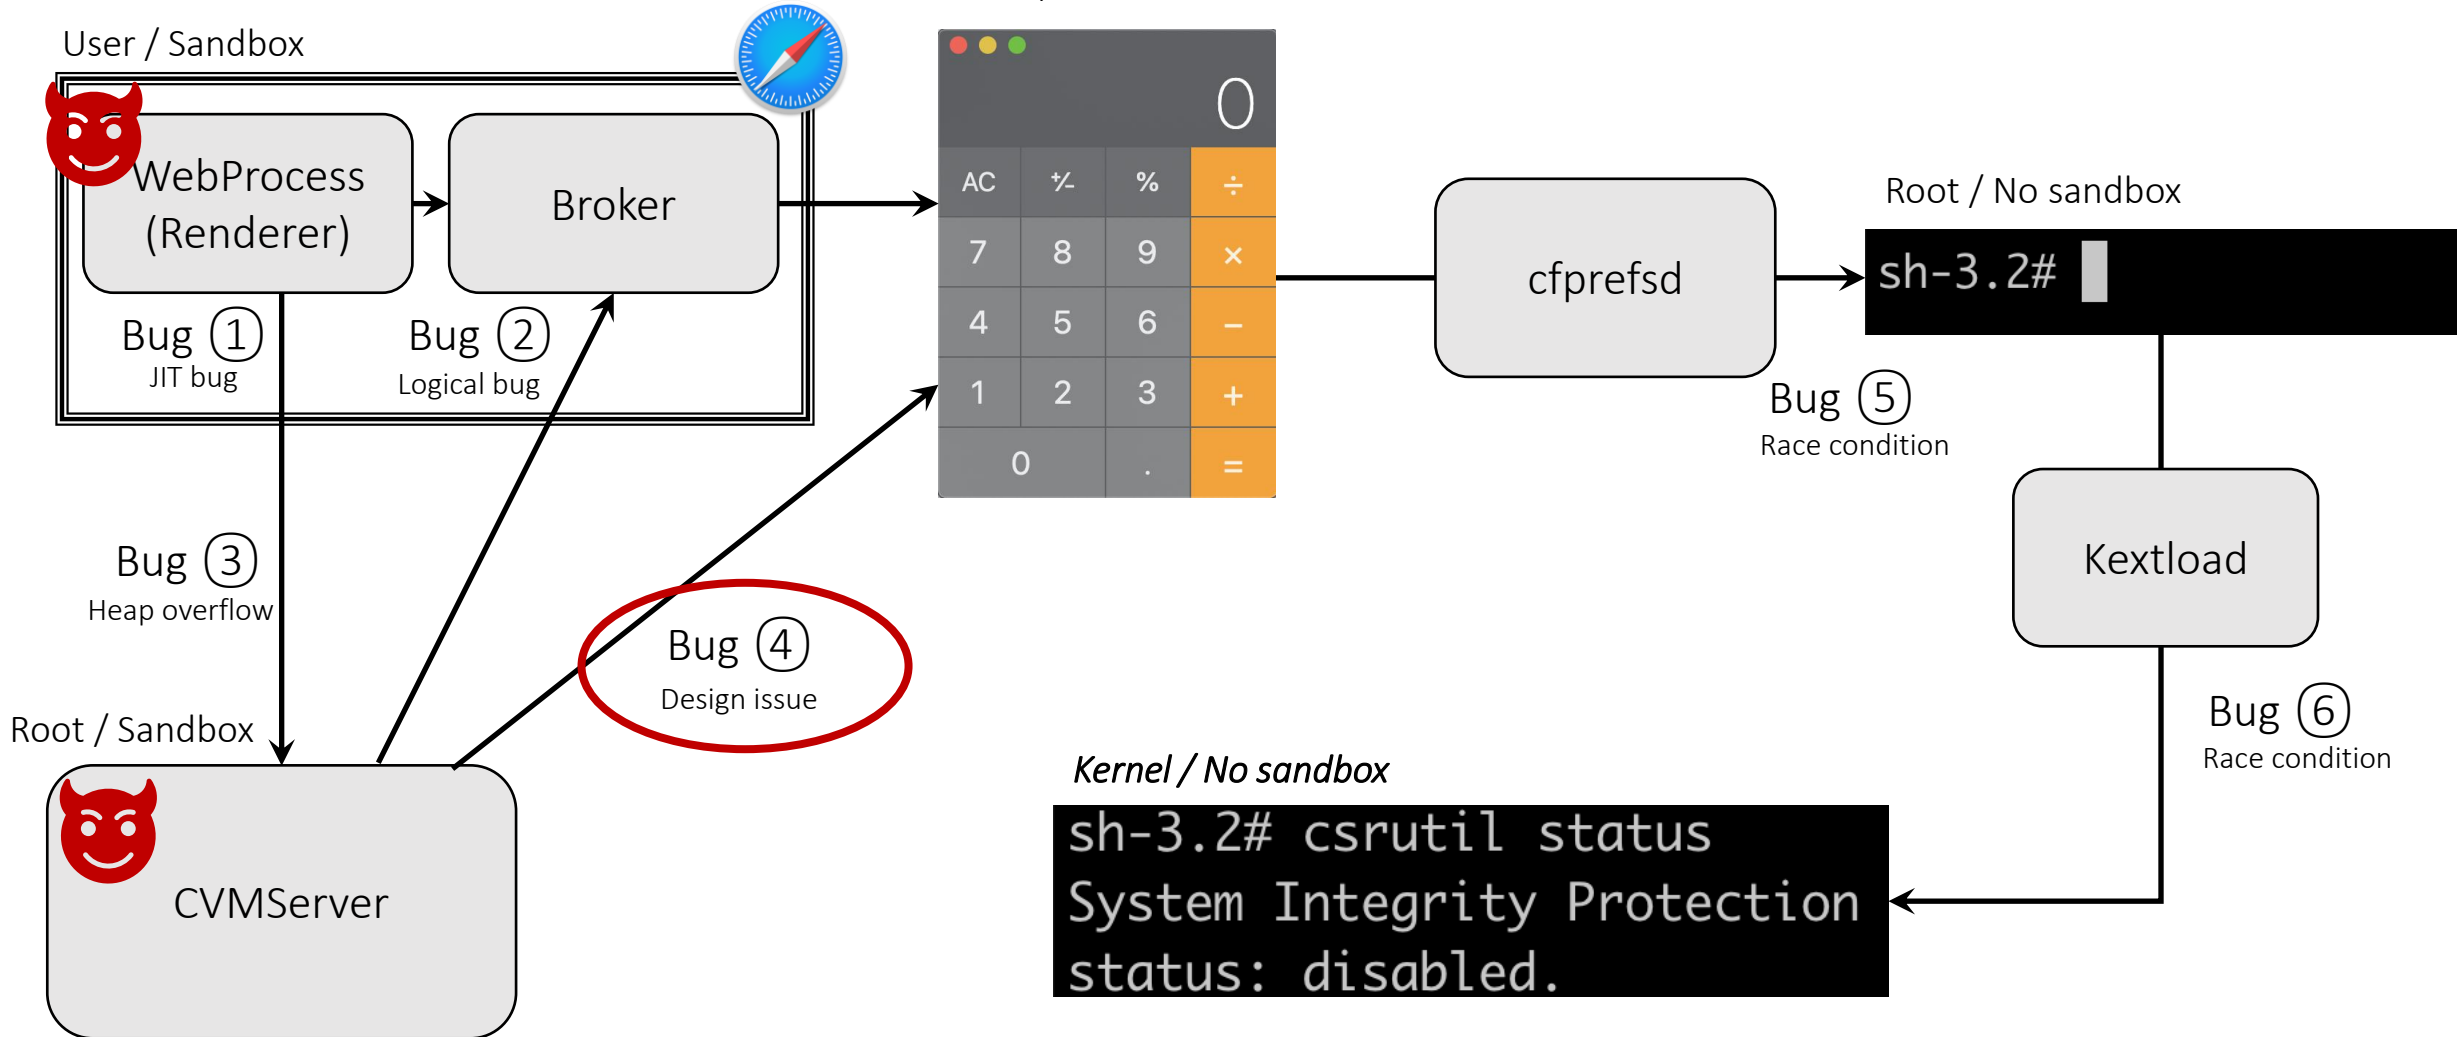 User / Sandbox
WebProcess
(Renderer)
Broker
Bug 1
JIT bug
Bug 2
Logical bug
0
AC +/- % ÷
7 8 9 ×
4 5 6 −
1 2 3 +
0 . =
cfprefsd
Root / No sandbox
sh-3.2#
Bug 5
Race condition
Kextload
Bug 3
Heap overflow
Bug 4
Design issue
Bug 6
Race condition
Root / Sandbox
CVMServer
Kernel / No sandbox
sh-3.2# csrutil status
System Integrity Protection
status: disabled.